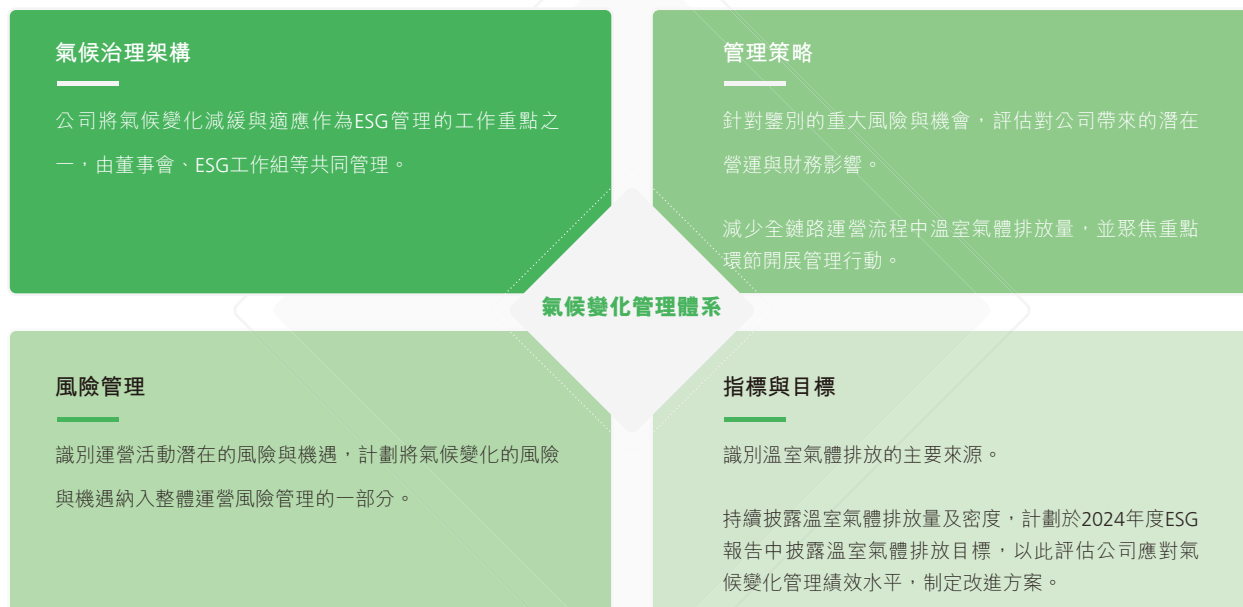 氣候治理架構
公司將氣候變化減緩與適應作為ESG管理的工作重點之
一，由董事會、ESG工作組等共同管理。
管理策略
針對鑒別的重大風險與機會，評估對公司帶來的潛在
營運與財務影響。
減少全鏈路運營流程中溫室氣體排放量，並聚焦重點
環節開展管理行動。
氣候變化管理體系
風險管理
識別運營活動潛在的風險與機遇，計劃將氣候變化的風險
與機遇納入整體運營風險管理的一部分。
指標與目標
識別溫室氣體排放的主要來源。
持續披露溫室氣體排放量及密度，計劃於2024年度ESG
報告中披露溫室氣體排放目標，以此評估公司應對氣
候變化管理績效水平，制定改進方案。